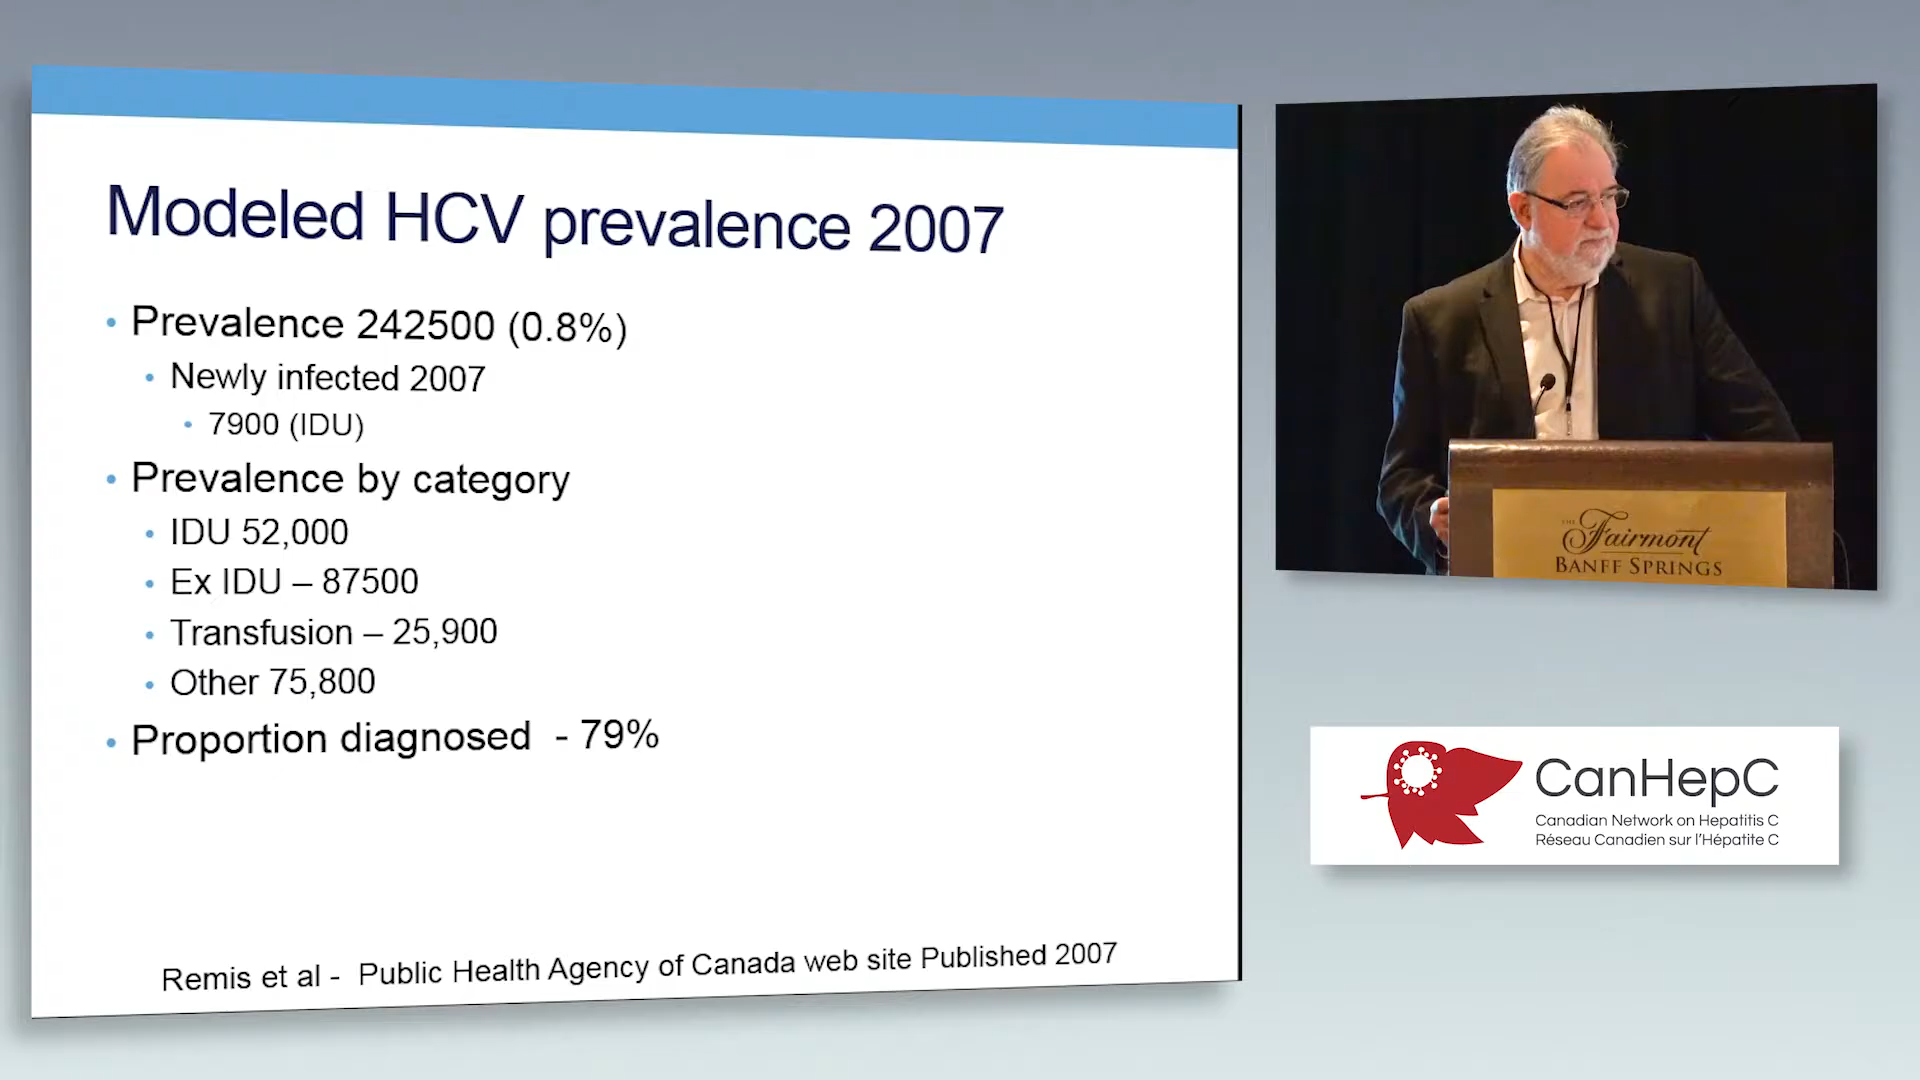 Modeled HCV prevalence 2007
• Prevalence 242500 (0.8%)
• Newly infected 2007
• 7900 (IDU)
• Prevalence by category
• IDU 52,000
• Ex IDU – 87500
• Transfusion – 25,900
• Other 75,800
• Proportion diagnosed - 79%
Remis et al - Public Health Agency of Canada web site Published 2007
THE
Fairmont
BANFF SPRINGS
CanHepC
Canadian Network on Hepatitis C
Réseau Canadien sur l'Hépatite C